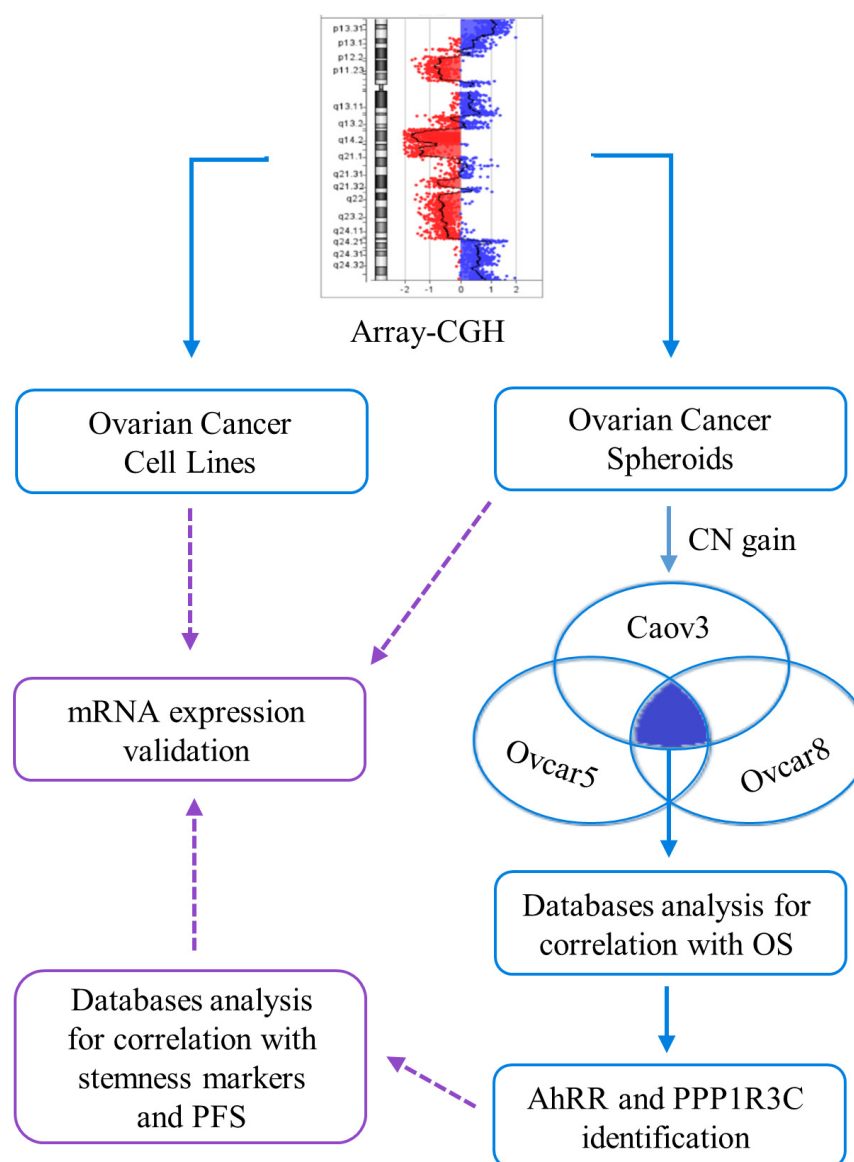 p13.31
p13.1
p12.2
p11.23
q13.11
q13.2
q14.2
q21.1
q21.31
q21.32
q22
q23.2
q24.11
q24.21
q24.31
q24.32
-2 -1 0 1 2
Array-CGH
Ovarian Cancer
Cell Lines
Ovarian Cancer
Spheroids
CN gain
Caov3
Ovcar5
Ovcar8
mRNA expression
validation
Databases analysis for
correlation with OS
Databases analysis
for correlation with
stemness markers
and PFS
AhRR and PPP1R3C
identification